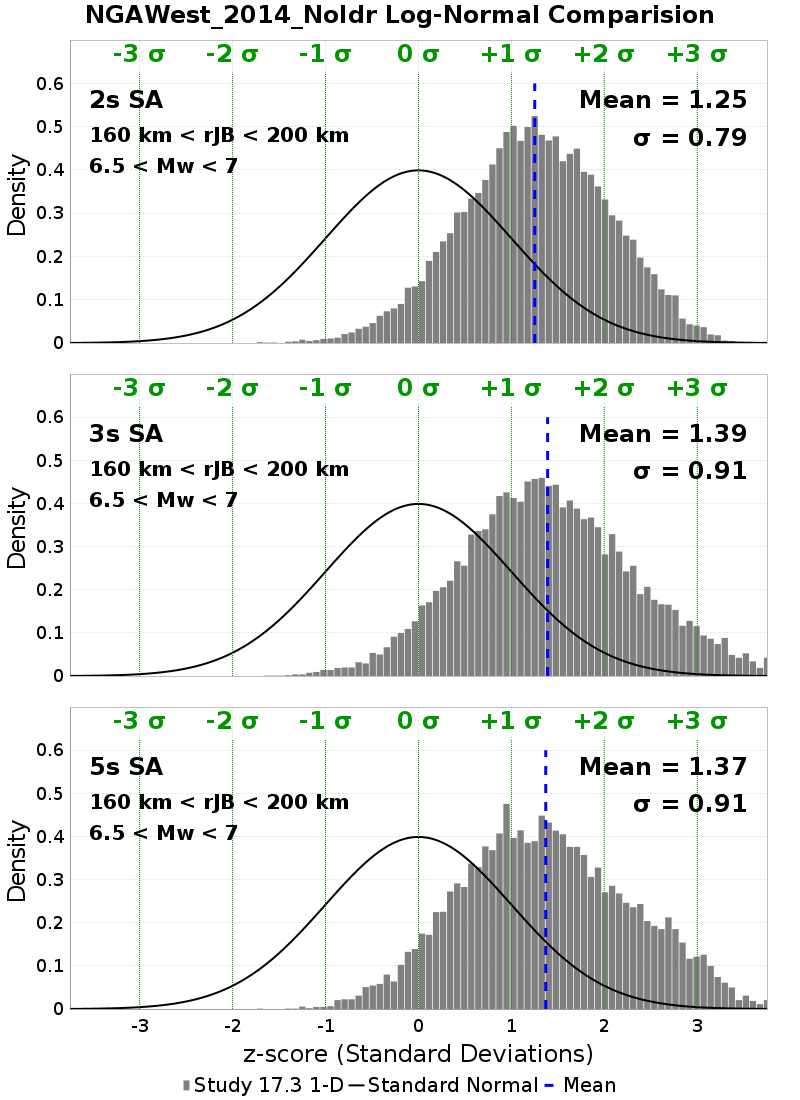 NGAWest_2014_NoIdr Log-Normal Comparision
-3 σ -2 σ -1 σ 0 σ +1 σ +2 σ +3 σ
2s SA
Mean = 1.25
160 km < rJB < 200 km
σ = 0.79
6.5 < Mw < 7
Density
0.6
0.5
0.4
0.3
0.2
0.1
0
-3 σ -2 σ -1 σ 0 σ +1 σ +2 σ +3 σ
3s SA
Mean = 1.39
160 km < rJB < 200 km
σ = 0.91
6.5 < Mw < 7
Density
0.6
0.5
0.4
0.3
0.2
0.1
0
-3 σ -2 σ -1 σ 0 σ +1 σ +2 σ +3 σ
5s SA
Mean = 1.37
160 km < rJB < 200 km
σ = 0.91
6.5 < Mw < 7
Density
0.6
0.5
0.4
0.3
0.2
0.1
0
-3 -2 -1 0 1 2 3
z-score (Standard Deviations)
Study 17.3 1-D Standard Normal Mean